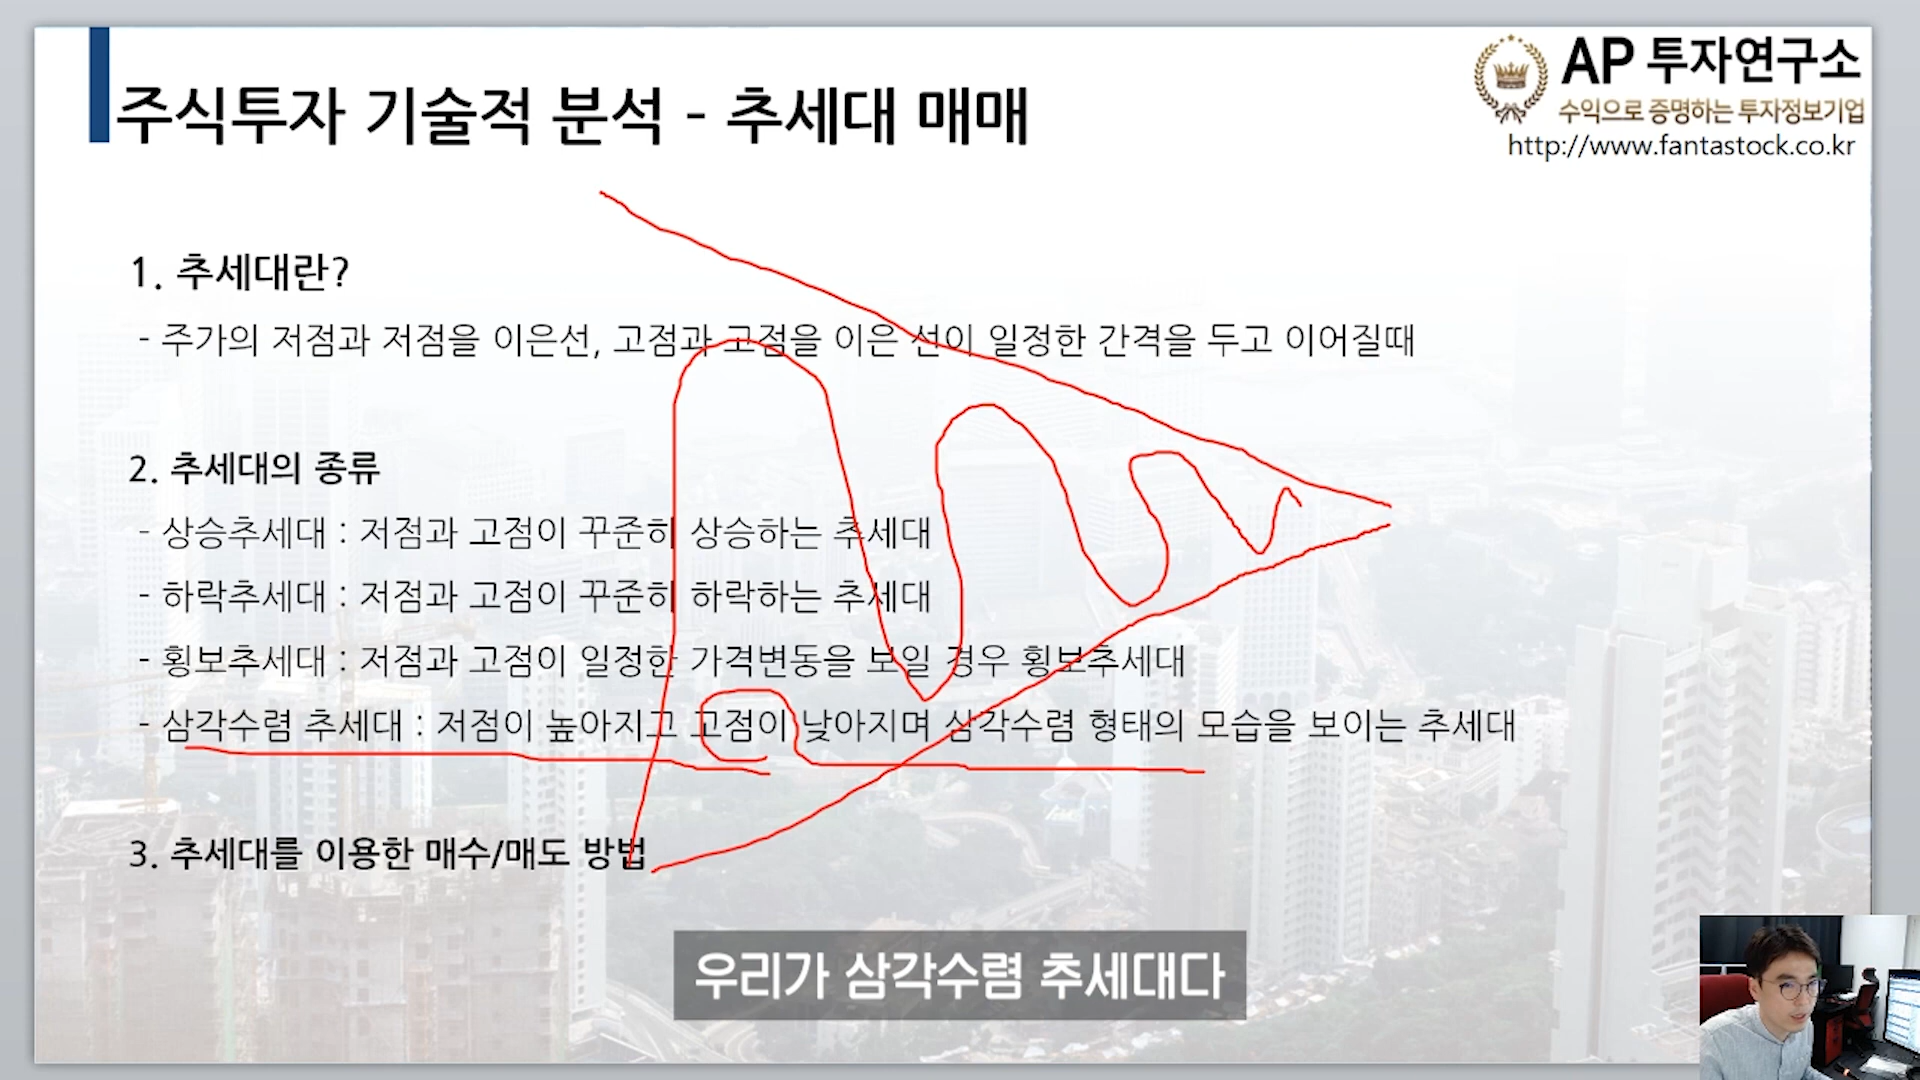 주식투자 기술적 분석 - 추세대 매매
AP 투자연구소
수익으로 증명하는 투자정보기업
http://www.fantastock.co.kr
1. 추세대란?
- 주가의 저점과 저점을 이은선, 고점과 고점을 이은 선이 일정한 간격을 두고 이어질때
2. 추세대의 종류
- 상승추세대 : 저점과 고점이 꾸준히 상승하는 추세대
- 하락추세대 : 저점과 고점이 꾸준히 하락하는 추세대
- 횡보추세대 : 저점과 고점이 일정한 가격변동을 보일 경우 횡보추세대
- 삼각수렴 추세대 : 저점이 높아지고 고점이 낮아지며 삼각수렴 형태의 모습을 보이는 추세대
3. 추세대를 이용한 매수/매도 방법
우리가 삼각수렴 추세대다